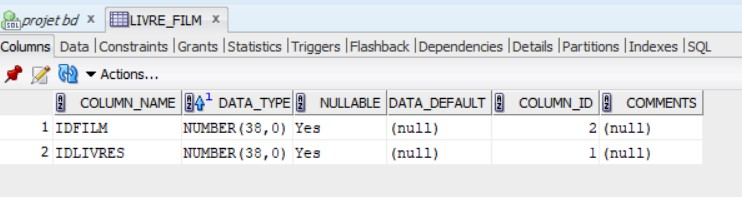 projet bd x LIVRE_FILM x
Columns Data |Constraints |Grants |Statistics |Triggers |Flashback |Dependencies |Details |Partitions |Indexes |SQL
Actions...
COLUMN_NAME 1 DATA_TYPE NULLABLE DATA_DEFAULT COLUMN_ID COMMENTS
1 IDFILM NUMBER(38,0) Yes (null) 2 (null)
2 IDLIVRES NUMBER(38,0) Yes (null) 1 (null)